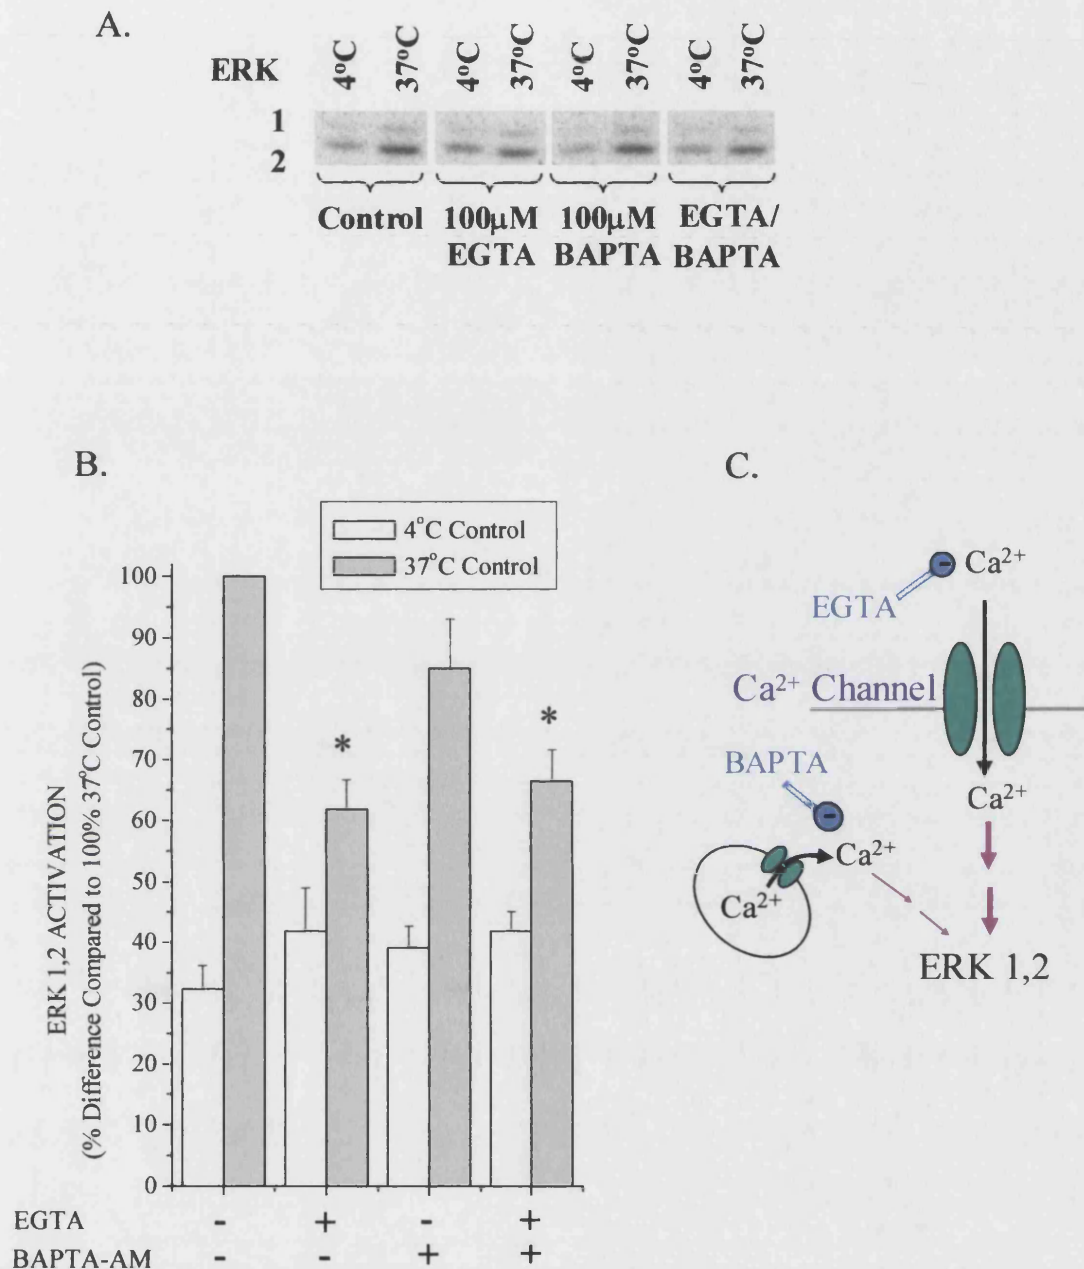 A.
ERK
4°C 37°C 4°C 37°C 4°C 37°C 4°C 37°C
1
2
Control
100μM EGTA
100μM BAPTA
EGTA/ BAPTA
B.
4°C Control
37°C Control
ERK 1,2 ACTIVATION
(% Difference Compared to 100% 37°C Control)
100
90
80
70
60
50
40
30
20
10
0
*
*
EGTA - + - +
BAPTA-AM - - + +
C.
Ca²⁺
EGTA
-
Ca²⁺ Channel
Ca²⁺
BAPTA
-
Ca²⁺
Ca²⁺
ERK 1,2